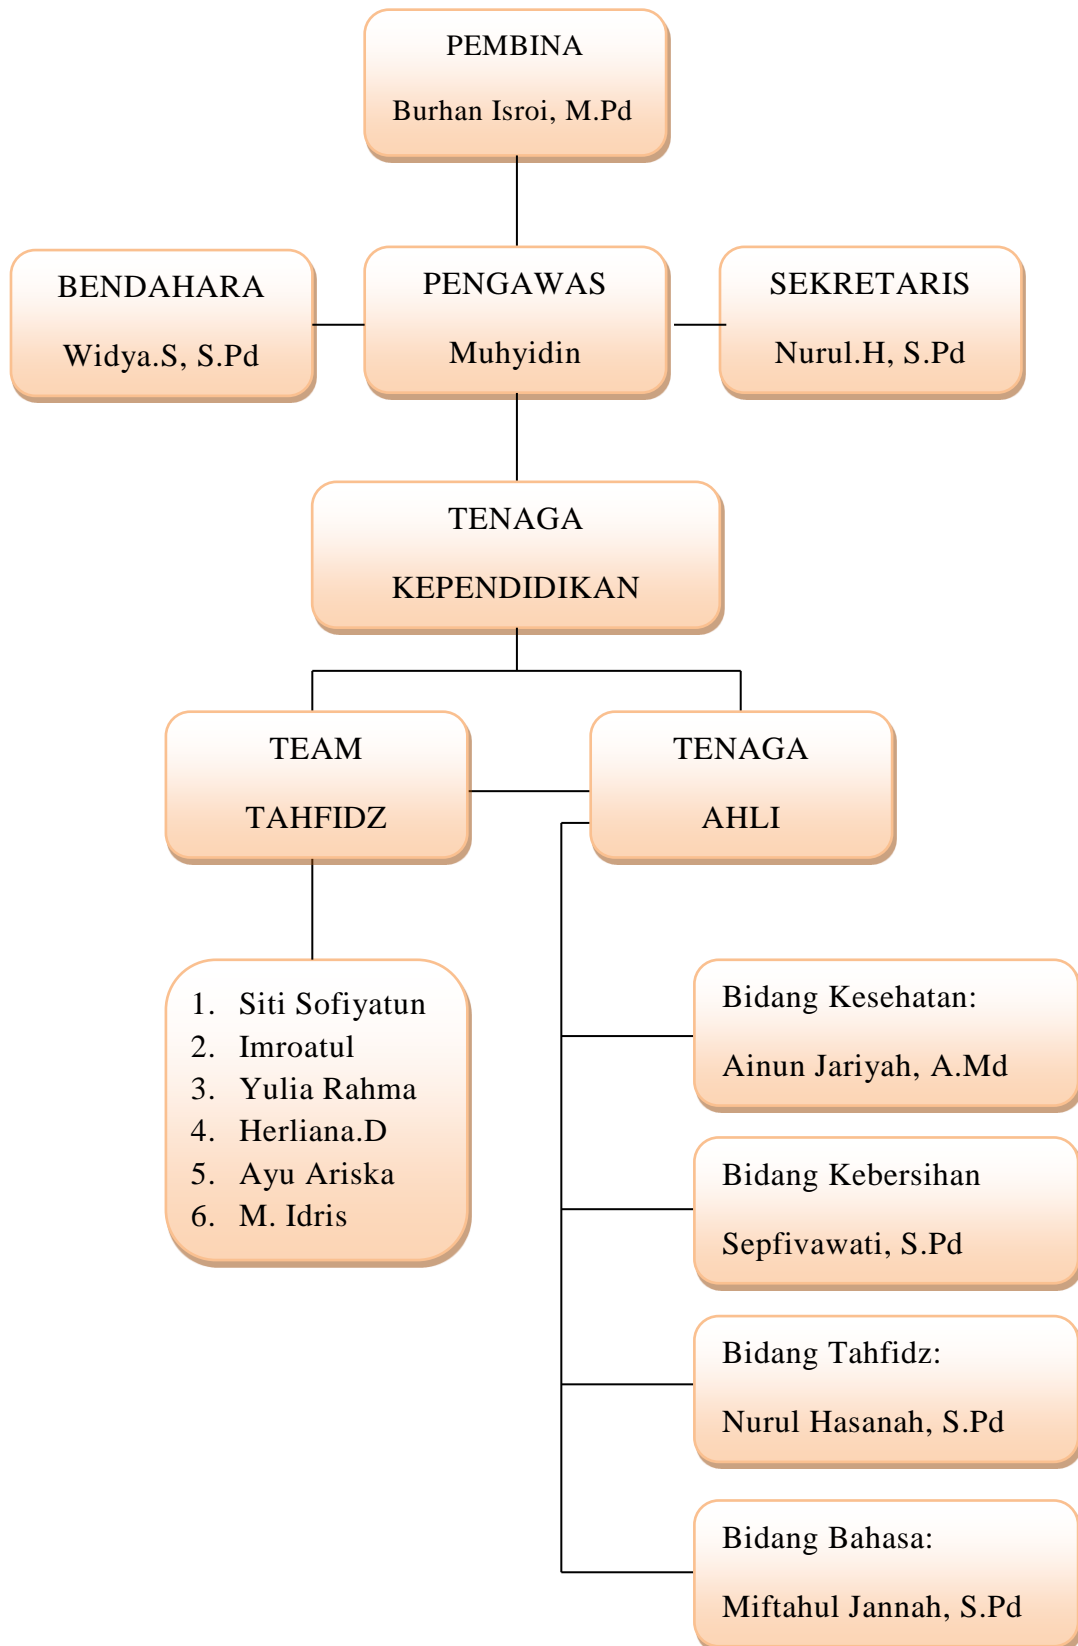 PEMBINA
Burhan Isroi, M.Pd
BENDAHARA
Widya.S, S.Pd
PENGAWAS
Muhyidin
SEKRETARIS
Nurul.H, S.Pd
TENAGA
KEPENDIDIKAN
TEAM
TAHFIDZ
TENAGA
AHLI
1. Siti Sofiyatun
2. Imroatul
3. Yulia Rahma
4. Herliana.D
5. Ayu Ariska
6. M. Idris
Bidang Kesehatan:
Ainun Jariyah, A.Md
Bidang Kebersihan
Sepfivawati, S.Pd
Bidang Tahfidz:
Nurul Hasanah, S.Pd
Bidang Bahasa:
Miftahul Jannah, S.Pd